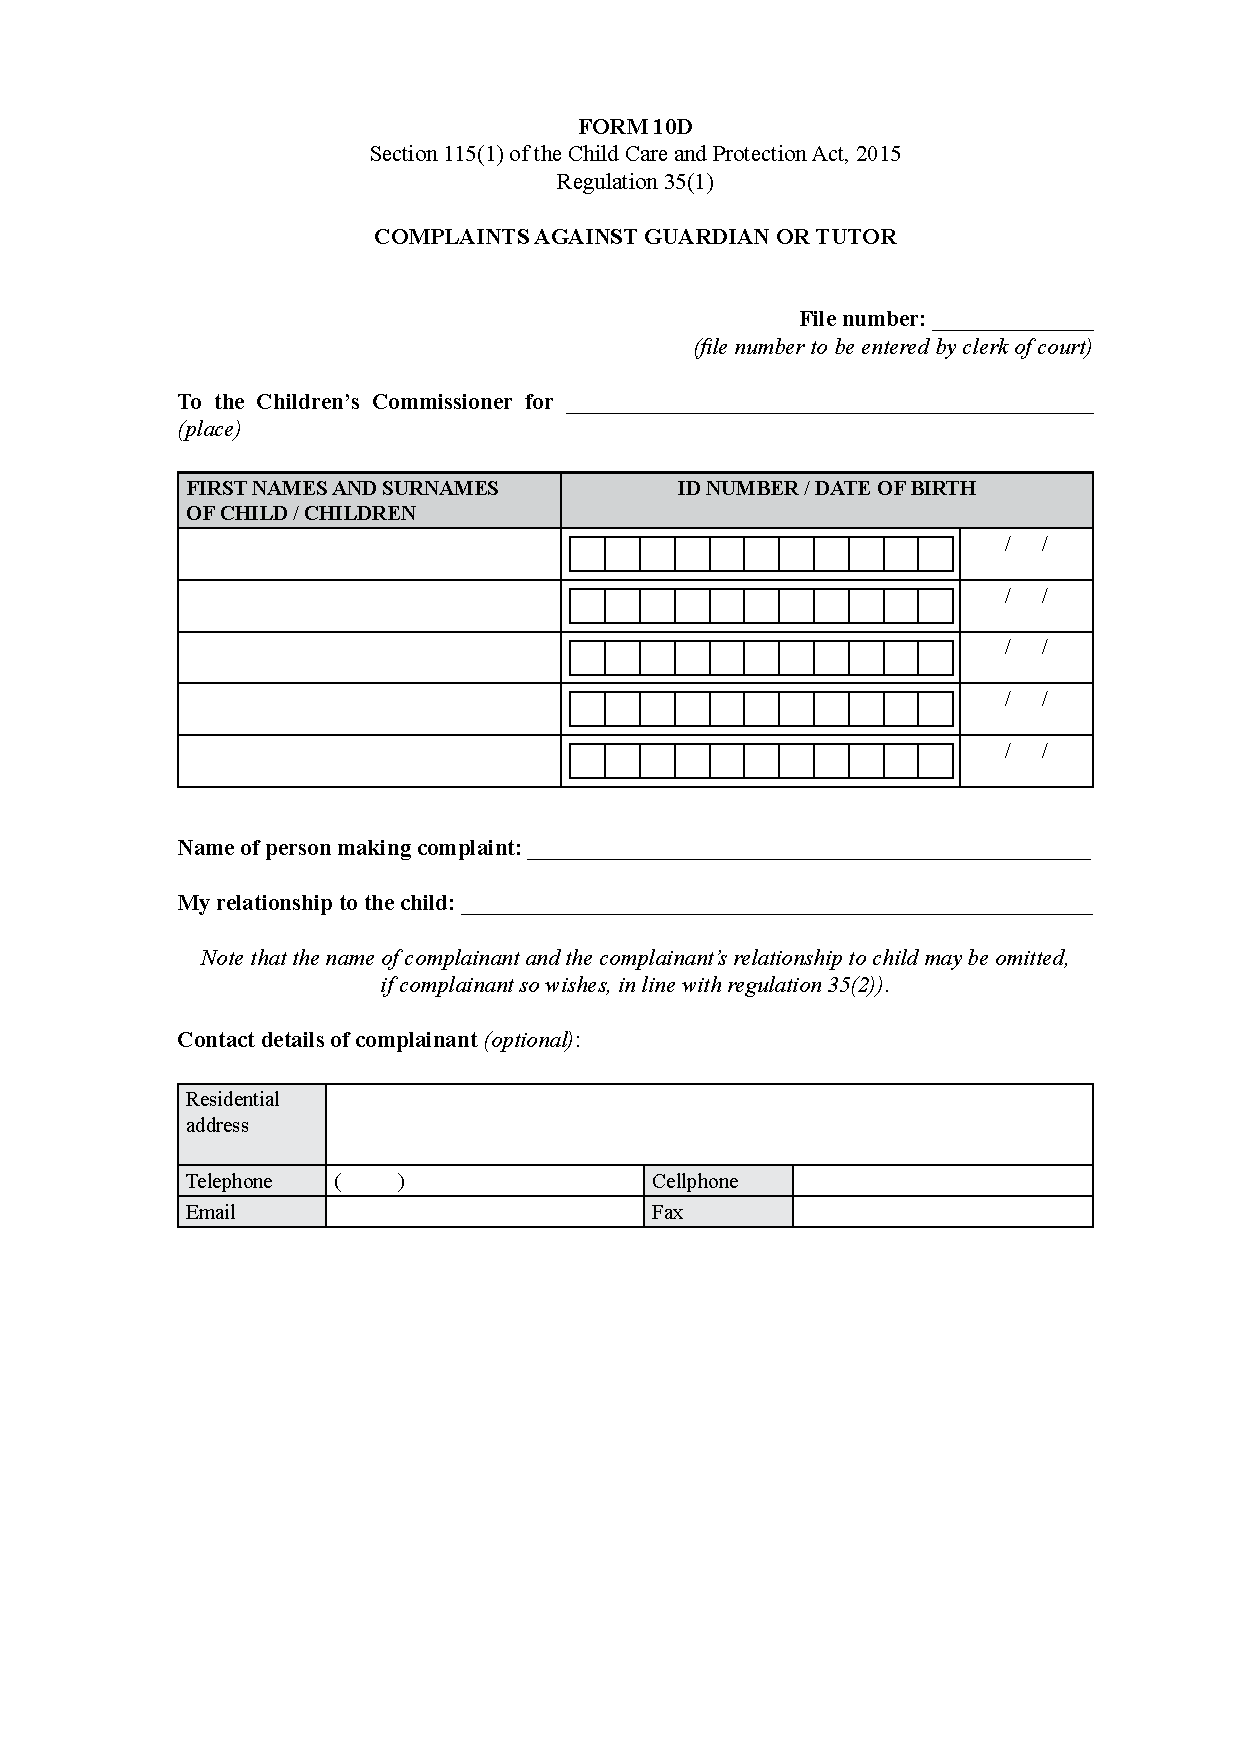 FORM 10D
Section 115(1) of the Child Care and Protection Act, 2015
Regulation 35(1)
COMPLAINTS AGAINST GUARDIAN OR TUTOR
File number: _______________
(file number to be entered by clerk of court)
To the Children’s Commissioner for ________________________________________________
(place)
FIRST NAMES AND SURNAMES
OF CHILD / CHILDREN
ID NUMBER / DATE OF BIRTH
/ /
/ /
/ /
/ /
/ /
Name of person making complaint: ___________________________________________________
My relationship to the child: _________________________________________________________
Note that the name of complainant and the complainant’s relationship to child may be omitted,
if complainant so wishes, in line with regulation 35(2)).
Contact details of complainant (optional):
Residential
address
Telephone ( ) Cellphone
Email Fax